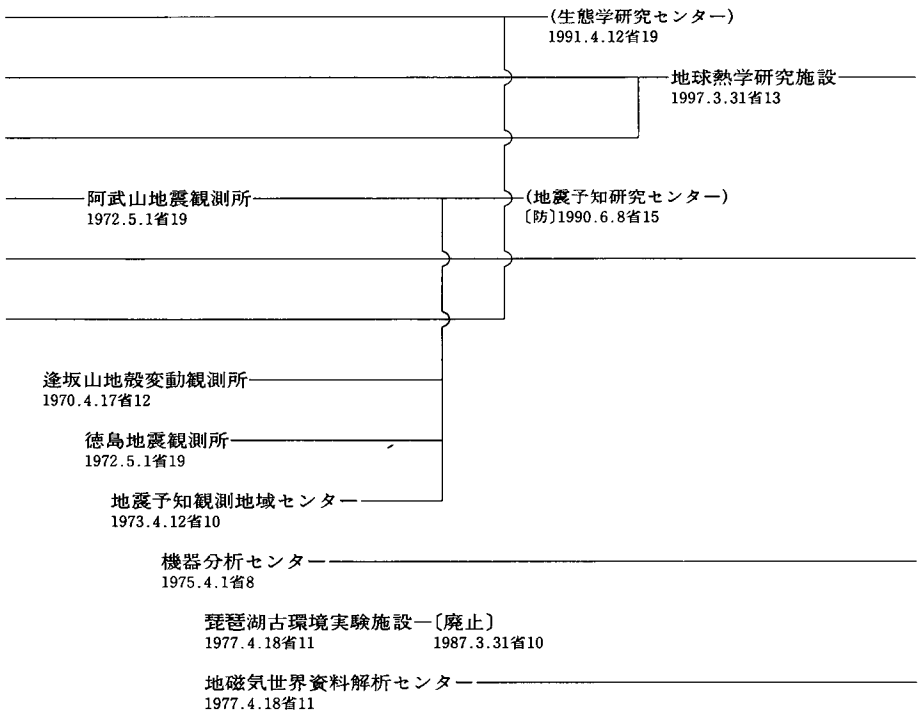 (生態学研究センター)
1991.4.12省19
地球熱学研究施設
1997.3.31省13
阿武山地震観測所
1972.5.1省19
(地震予知研究センター)
〔防〕1990.6.8省15
逢坂山地殻変動観測所
1970.4.17省12
徳島地震観測所
1972.5.1省19
地震予知観測地域センター
1973.4.12省10
機器分析センター
1975.4.1省8
琵琶湖古環境実験施設―〔廃止〕
1977.4.18省11 1987.3.31省10
地磁気世界資料解析センター
1977.4.18省11